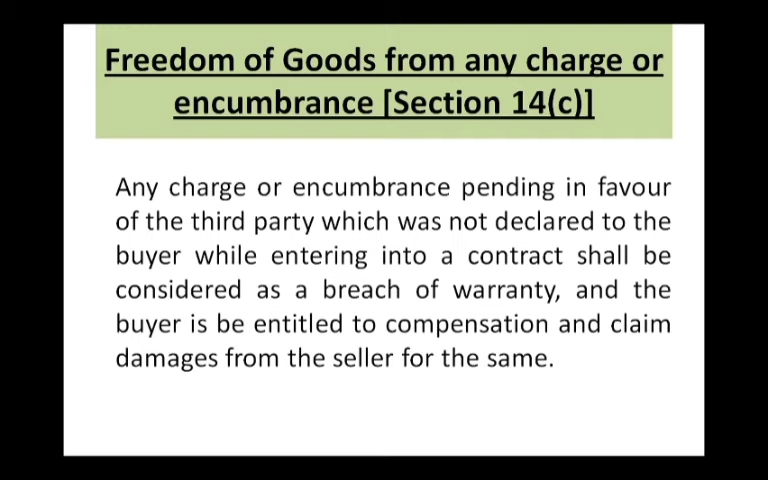 Freedom of Goods from any charge or
encumbrance [Section 14(c)]
Any charge or encumbrance pending in favour
of the third party which was not declared to the
buyer while entering into a contract shall be
considered as a breach of warranty, and the
buyer is be entitled to compensation and claim
damages from the seller for the same.